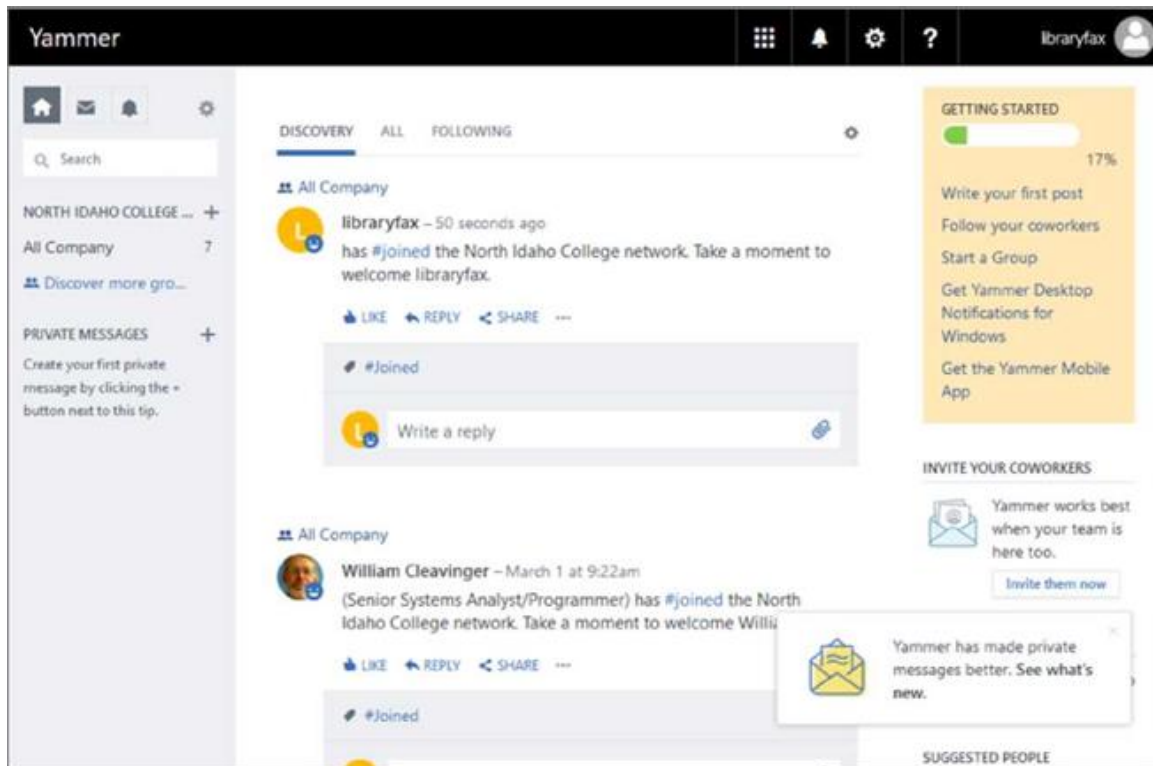 Yammer
?
libraryfax
Search
NORTH IDAHO COLLEGE ... +
All Company 7
Discover more gro...
PRIVATE MESSAGES +
Create your first private
message by clicking the +
button next to this tip.
DISCOVERY ALL FOLLOWING
All Company
L
libraryfax – 50 seconds ago
has #joined the North Idaho College network. Take a moment to
welcome libraryfax.
LIKE REPLY SHARE ...
#Joined
L
Write a reply
All Company
William Cleavinger – March 1 at 9:22am
(Senior Systems Analyst/Programmer) has #joined the North
Idaho College network. Take a moment to welcome Willia
LIKE REPLY SHARE ...
#Joined
GETTING STARTED
17%
Write your first post
Follow your coworkers
Start a Group
Get Yammer Desktop
Notifications for
Windows
Get the Yammer Mobile
App
INVITE YOUR COWORKERS
Yammer works best
when your team is
here too.
Invite them now
Yammer has made private
messages better. See what's
new.
SUGGESTED PEOPLE